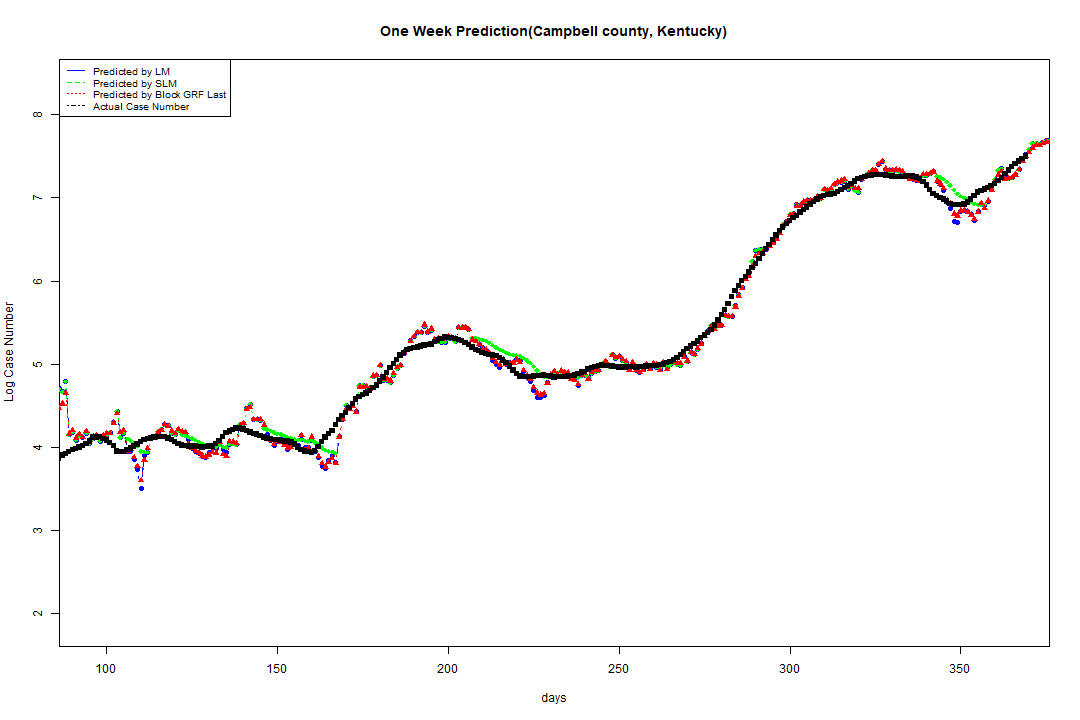 One Week Prediction(Campbell county, Kentucky)
Predicted by LM
Predicted by SLM
Predicted by Block GRF Last
Actual Case Number
Log Case Number
8
7
6
5
4
3
2
100 150 200 250 300 350
days